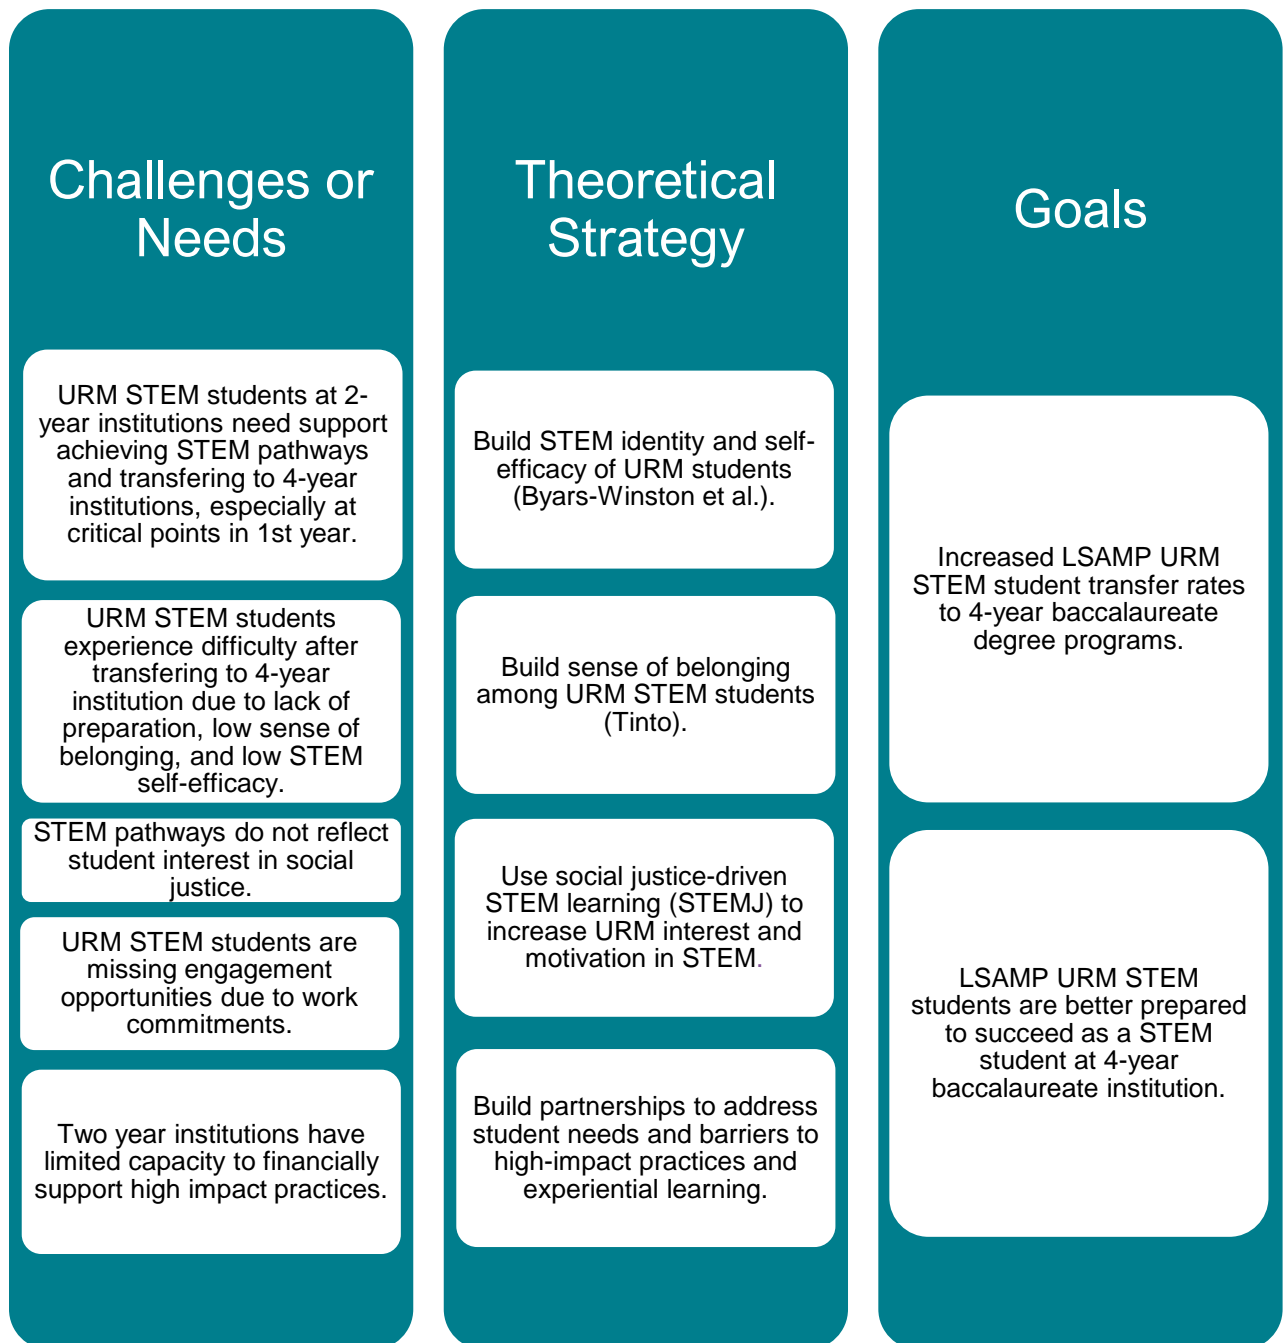 Challenges or
Needs
URM STEM students at 2-
year institutions need support
achieving STEM pathways
and transfering to 4-year
institutions, especially at
critical points in 1st year.
URM STEM students
experience difficulty after
transfering to 4-year
institution due to lack of
preparation, low sense of
belonging, and low STEM
self-efficacy.
STEM pathways do not reflect
student interest in social
justice.
URM STEM students are
missing engagement
opportunities due to work
commitments.
Two year institutions have
limited capacity to financially
support high impact practices.
Theoretical
Strategy
Build STEM identity and self-
efficacy of URM students
(Byars-Winston et al.).
Build sense of belonging
among URM STEM students
(Tinto).
Use social justice-driven
STEM learning (STEMJ) to
increase URM interest and
motivation in STEM.
Build partnerships to address
student needs and barriers to
high-impact practices and
experiential learning.
Goals
Increased LSAMP URM
STEM student transfer rates
to 4-year baccalaureate
degree programs.
LSAMP URM STEM
students are better prepared
to succeed as a STEM
student at 4-year
baccalaureate institution.